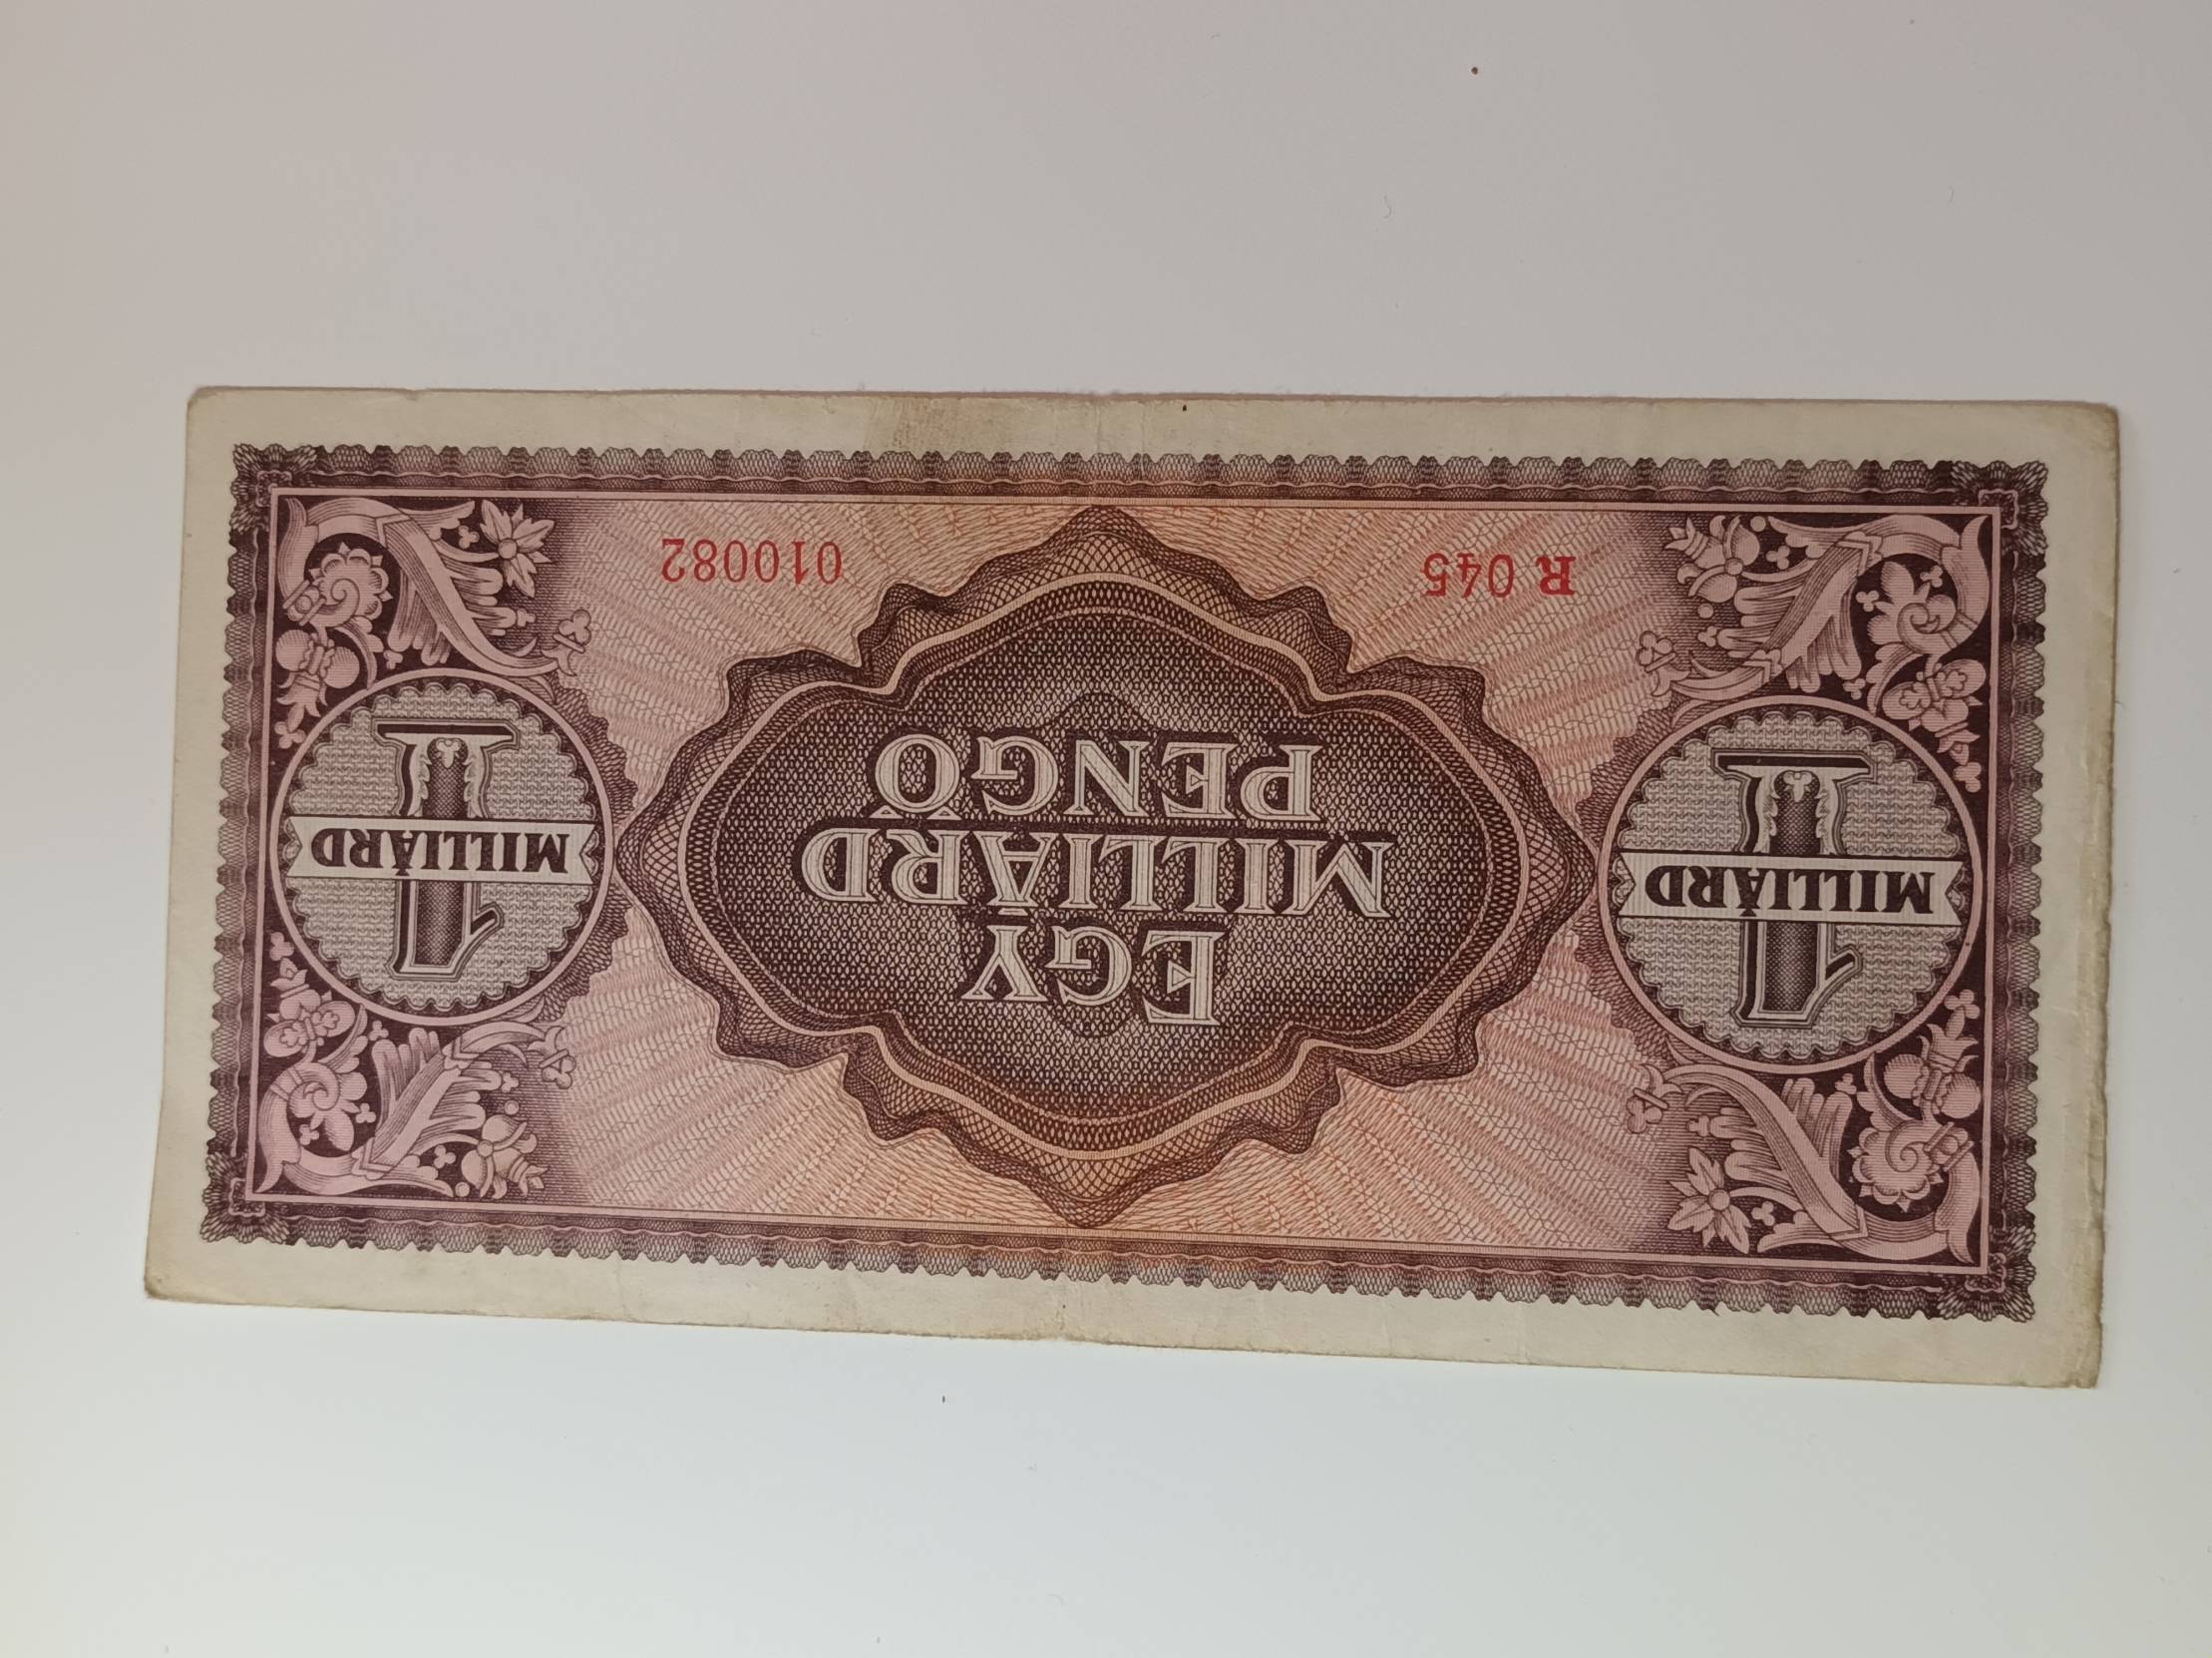 EGY
MILLIÁRD
PENGŐ
1
MILLIÁRD
1
MILLIÁRD
R 045
010082